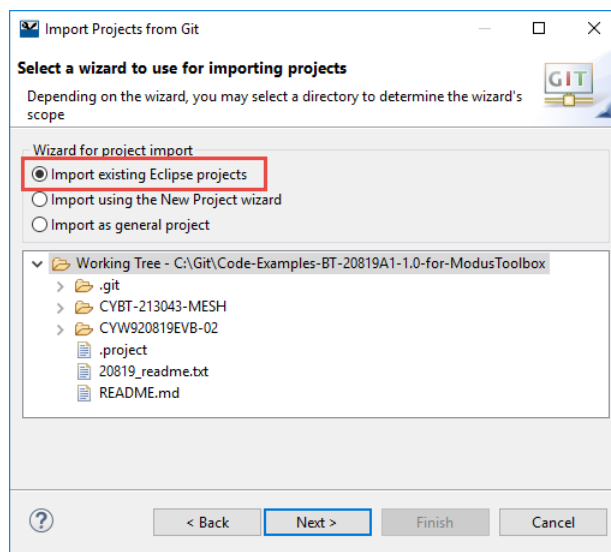 Import Projects from Git
Select a wizard to use for importing projects
Depending on the wizard, you may select a directory to determine the wizard's
scope
GIT
Wizard for project import
Import existing Eclipse projects
Import using the New Project wizard
Import as general project
Working Tree - C:\Git\Code-Examples-BT-20819A1-1.0-for-ModusToolbox
.git
CYBT-213043-MESH
CYW920819EVB-02
.project
20819_readme.txt
README.md
?
< Back
Next >
Finish
Cancel